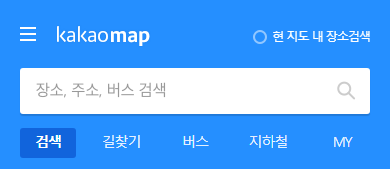 kakaomap
현 지도 내 장소검색
장소, 주소, 버스 검색
검색 길찾기 버스 지하철 MY